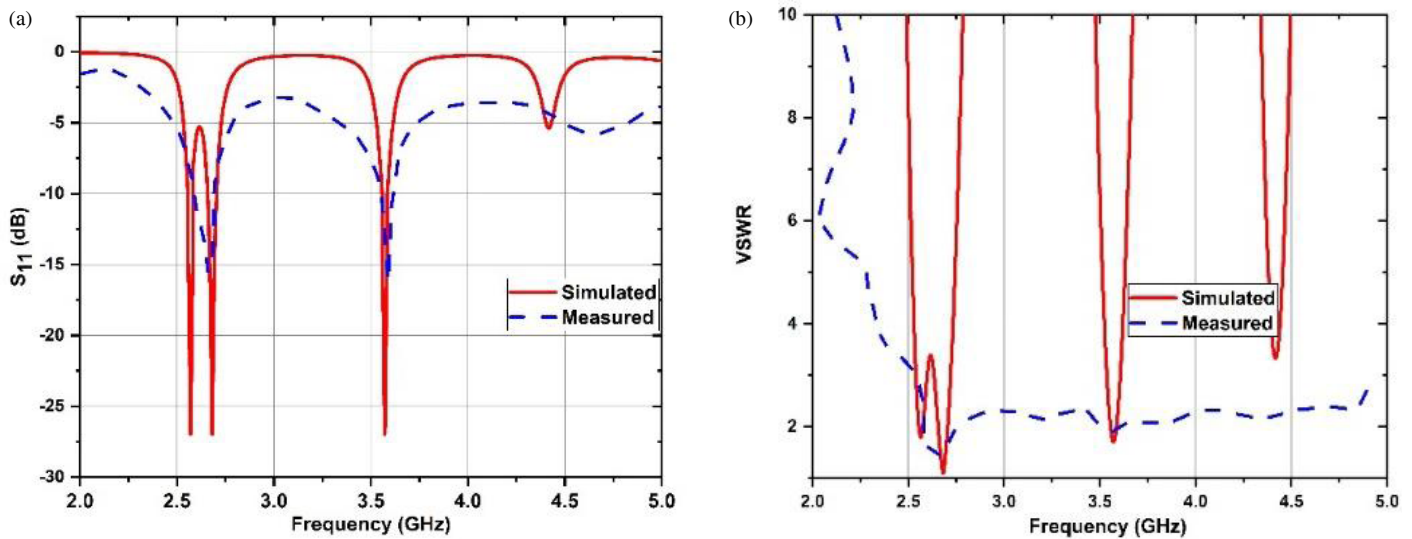 (a)
0
-5
-10
-15
-20
-25
-30
S11 (dB)
Simulated
Measured
2.0 2.5 3.0 3.5 4.0 4.5 5.0
Frequency (GHz)
(b)
10
8
6
4
2
VSWR
Simulated
Measured
2.0 2.5 3.0 3.5 4.0 4.5 5.0
Frequency (GHz)